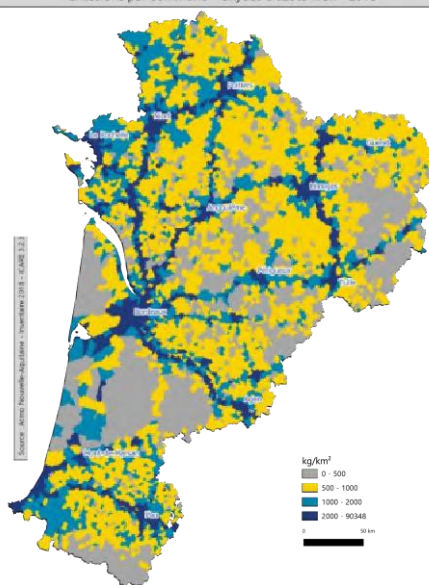 La Rochelle
Niort
Poitiers
Guéret
Limoges
Angoulême
Périgueux
Tulle
Bordeaux
Agen
Mont-de-Marsan
Pau
Source : Atmo Nouvelle-Aquitaine - Inventaire 2018 - ICARE 3.2.3
kg/km²
0 - 500
500 - 1000
1000 - 2000
2000 - 90348
0 50 km